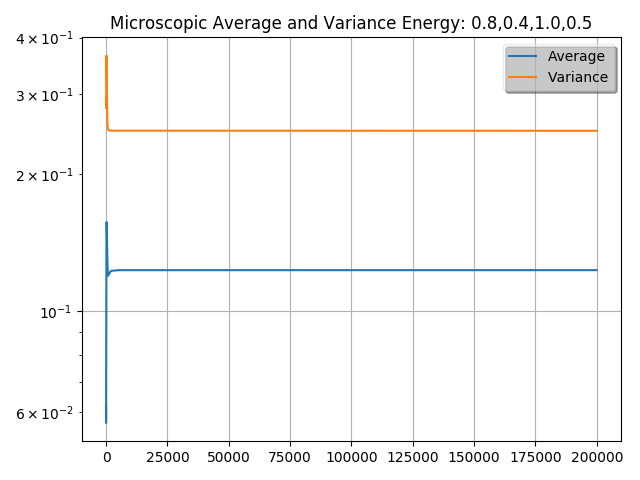 Microscopic Average and Variance Energy: 0.8,0.4,1.0,0.5
4 × 10⁻¹
Average
Variance
3 × 10⁻¹
2 × 10⁻¹
10⁻¹
6 × 10⁻²
0 25000 50000 75000 100000 125000 150000 175000 200000